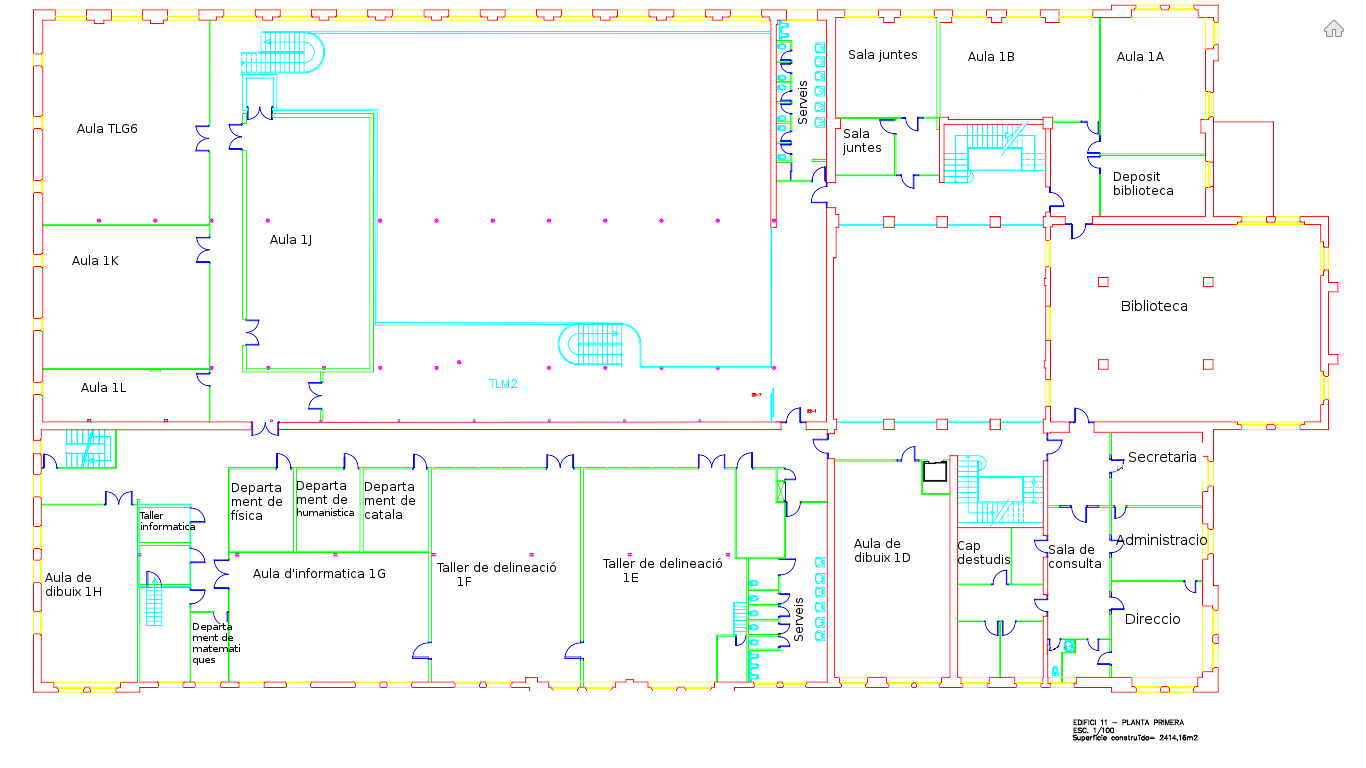 Sala juntes
Aula 1B
Aula 1A
Serveis
Aula TLG6
Sala
juntes
Deposit
biblioteca
Aula 1J
Aula 1K
Biblioteca
Aula 1L
TLM2
Secretaria
Departa
ment de
física
Departa
ment de
humanistica
Departa
ment de
catala
Taller
informatica
Administracio
Aula de
dibuix 1D
Cap
destudis
Sala de
consulta
Taller de delineació
1F
Taller de delineació
1E
Aula d'informatica 1G
Aula de
dibuix 1H
Serveis
Direccio
Departa
ment de
matemati
ques
EDIFICI 11 - PLANTA PRIMERA
ESC. 1/100
Superfície construïda= 2414,16m2